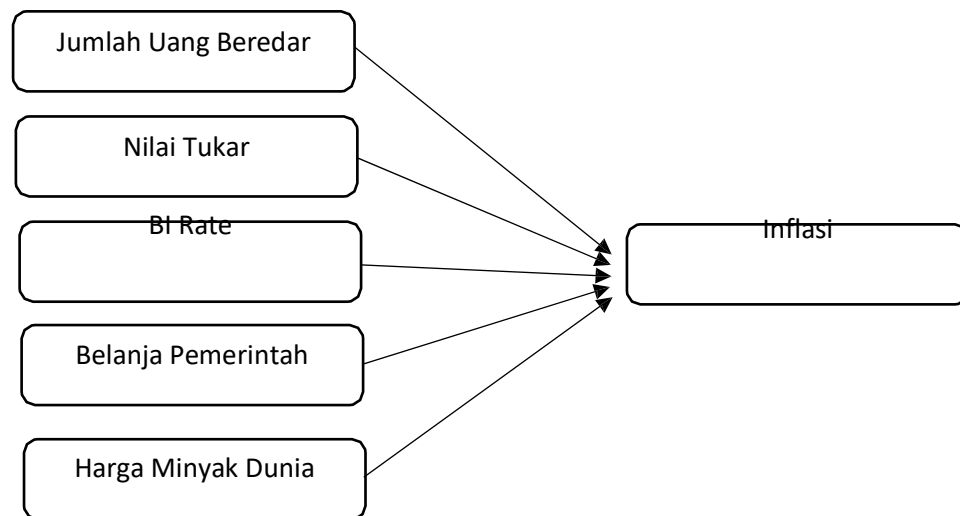 Jumlah Uang Beredar
Nilai Tukar
BI Rate
Inflasi
Belanja Pemerintah
Harga Minyak Dunia